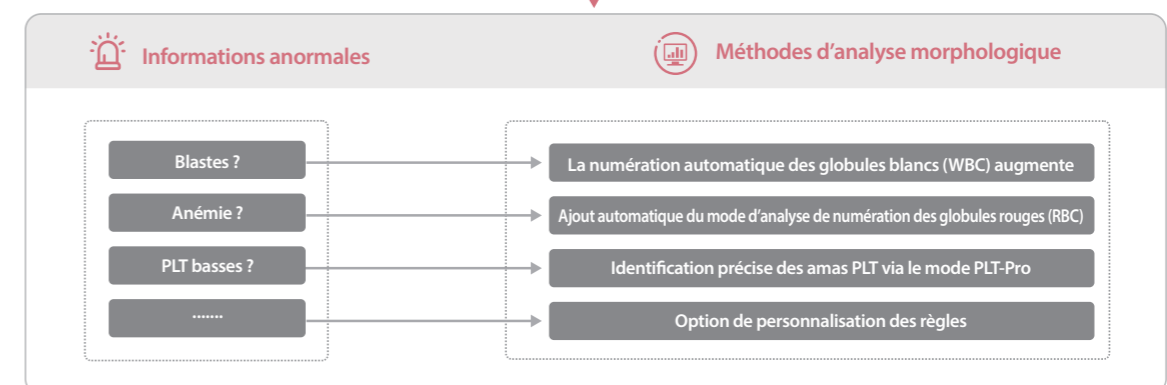 Informations anormales
Méthodes d'analyse morphologique
Blastes ?
La numération automatique des globules blancs (WBC) augmente
Anémie ?
Ajout automatique du mode d'analyse de numération des globules rouges (RBC)
PLT basses ?
Identification précise des amas PLT via le mode PLT-Pro
.......
Option de personnalisation des règles